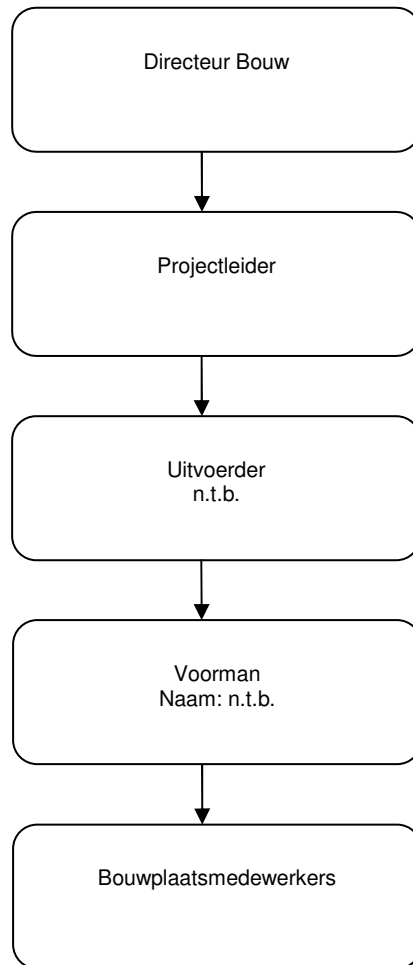 Directeur Bouw
Projectleider
Uitvoerder
n.t.b.
Voorman
Naam: n.t.b.
Bouwplaatsmedewerkers